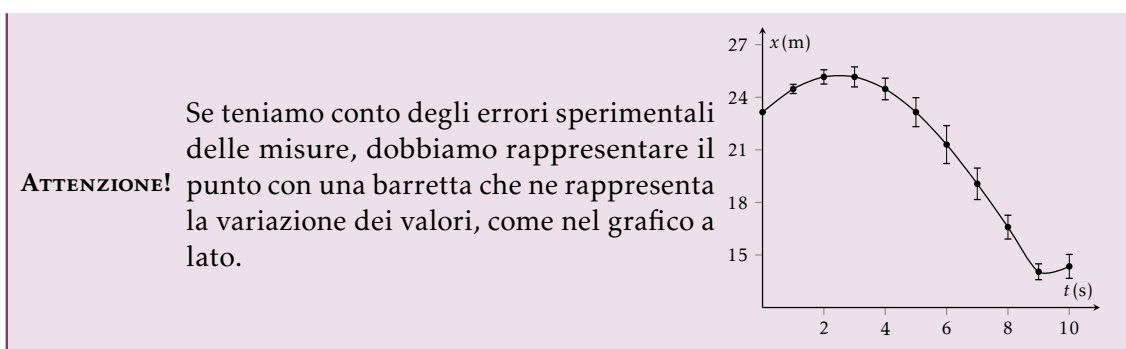 Se teniamo conto degli errori sperimentali
delle misure, dobbiamo rappresentare il
ATTENZIONE! punto con una barretta che ne rappresenta
la variazione dei valori, come nel grafico a
lato.
x(m)
27
24
21
18
15
t(s)
2 4 6 8 10